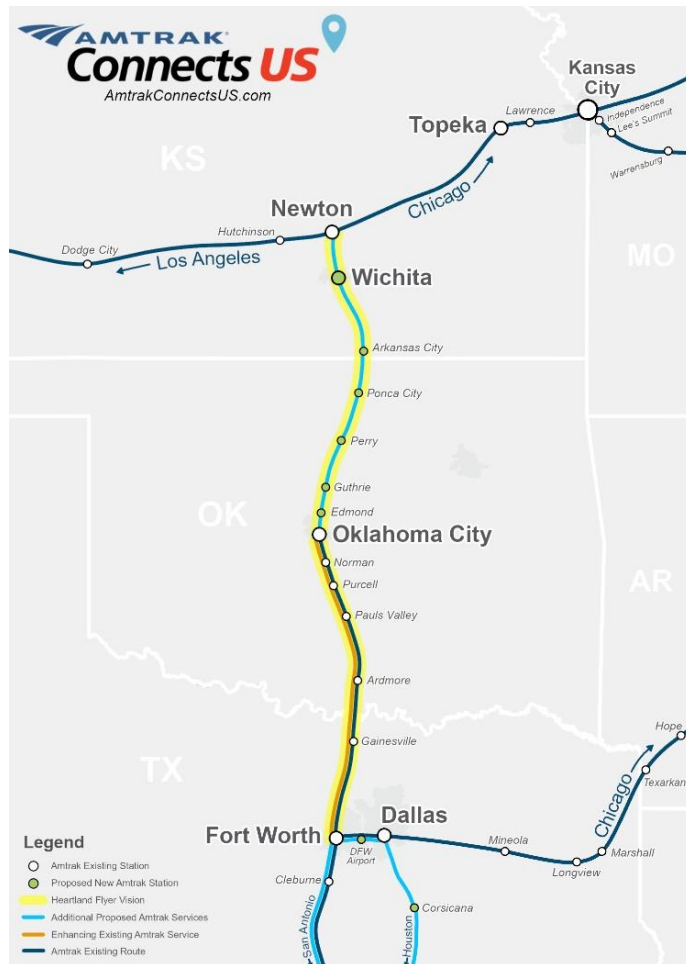 AMTRAK®
Connects US
AmtrakConnectsUS.com
Kansas
City
Lawrence
Independence
Topeka
Lee's Summit
Warrensburg
KS
Chicago
Newton
Hutchinson
Dodge City
Los Angeles
MO
Wichita
Arkansas City
Ponca City
Perry
Guthrie
OK
Edmond
Oklahoma City
Norman
AR
Purcell
Pauls Valley
Ardmore
Hope
Gainesville
TX
Texarkan
Chicago
Dallas
Fort Worth
DFW
Airport
Mineola
Marshall
Longview
Cleburne
Corsicana
San Antonio
Houston
Legend
Amtrak Existing Station
Proposed New Amtrak Station
Heartland Flyer Vision
Additional Proposed Amtrak Services
Enhancing Existing Amtrak Service
Amtrak Existing Route